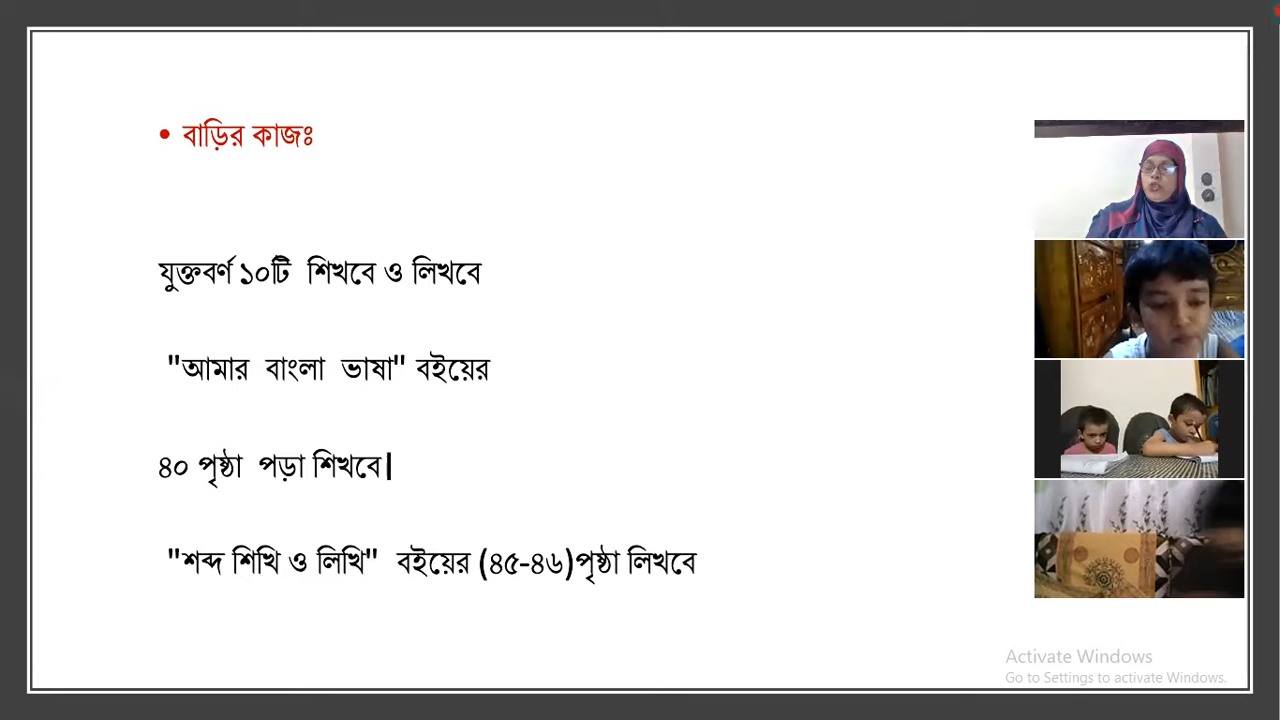 • বাড়ির কাজঃ
যুক্তবর্ণ ১০টি শিখবে ও লিখবে
"আমার বাংলা ভাষা" বইয়ের
৪০ পৃষ্ঠা পড়া শিখবে।
"শব্দ শিখি ও লিখি" বইয়ের (৪৫-৪৬)পৃষ্ঠা লিখবে
Activate Windows
Go to Settings to activate Windows.